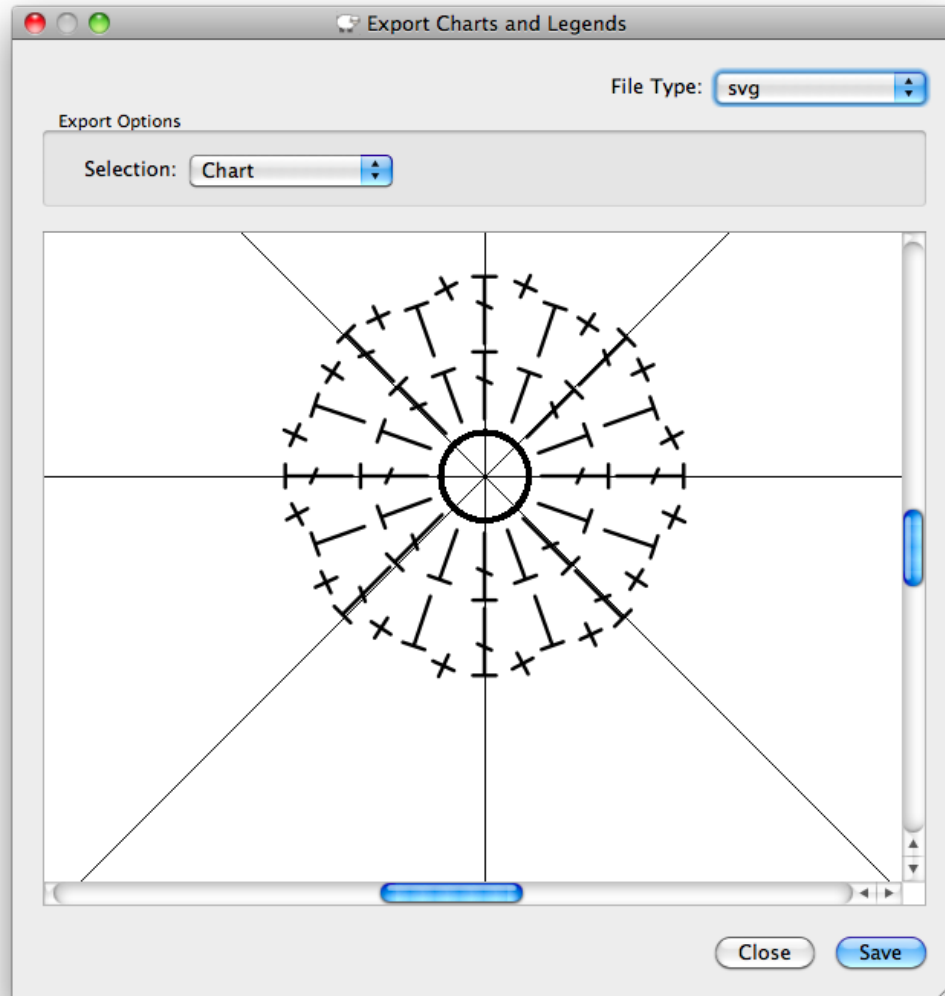 Export Charts and Legends
File Type: svg
Export Options
Selection: Chart
Close Save